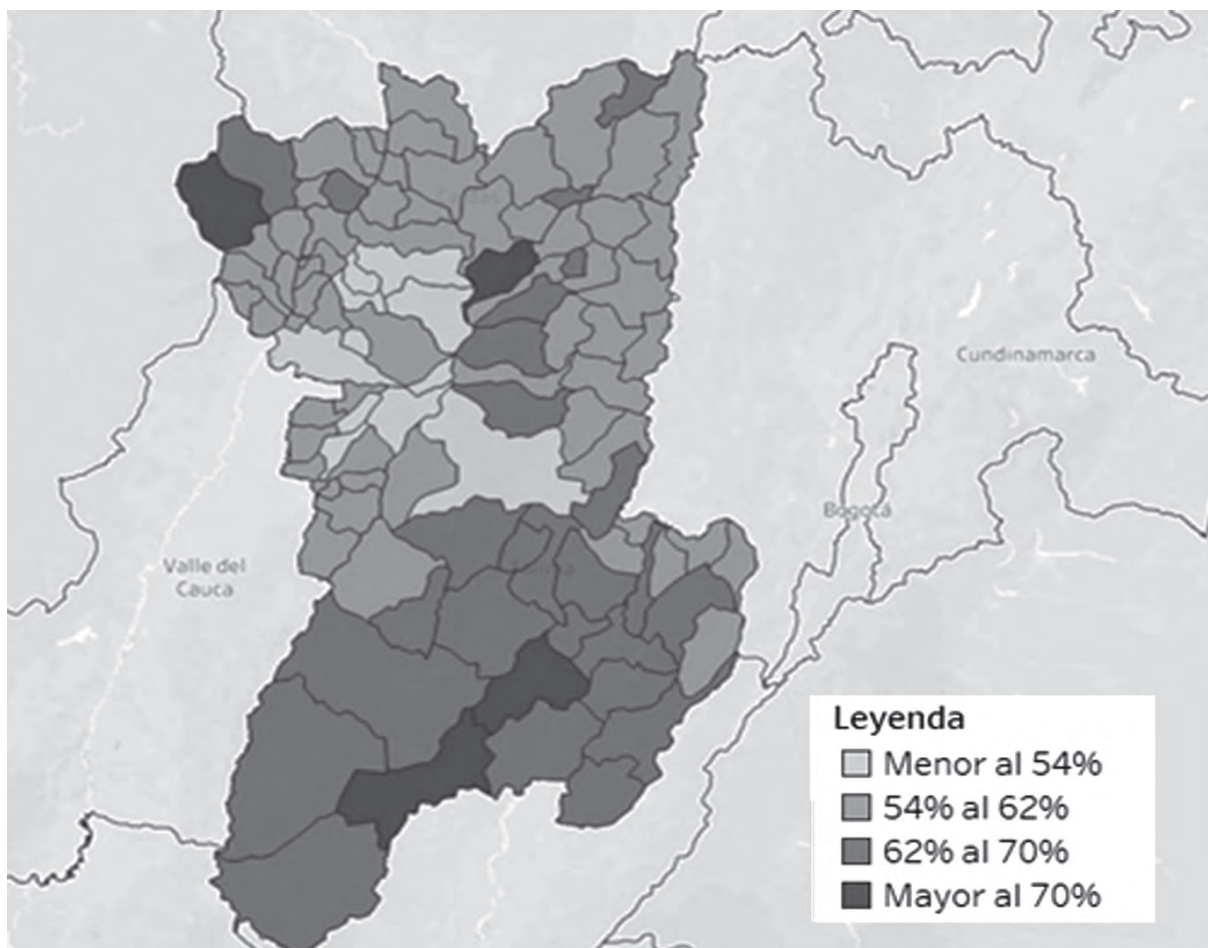 Cundinamarca
Bogotá
Valle del
Cauca
Leyenda
Menor al 54%
54% al 62%
62% al 70%
Mayor al 70%